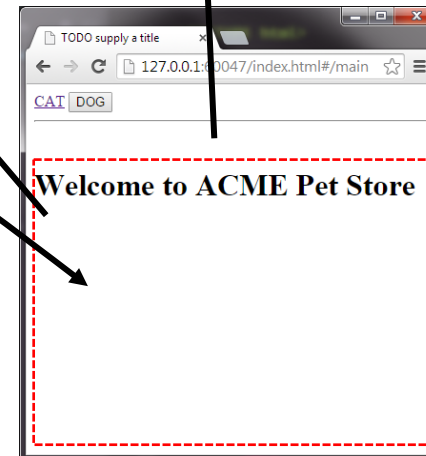 TODO supply a title
127.0.0.1:60047/index.html#/main
CAT DOG
Welcome to ACME Pet Store